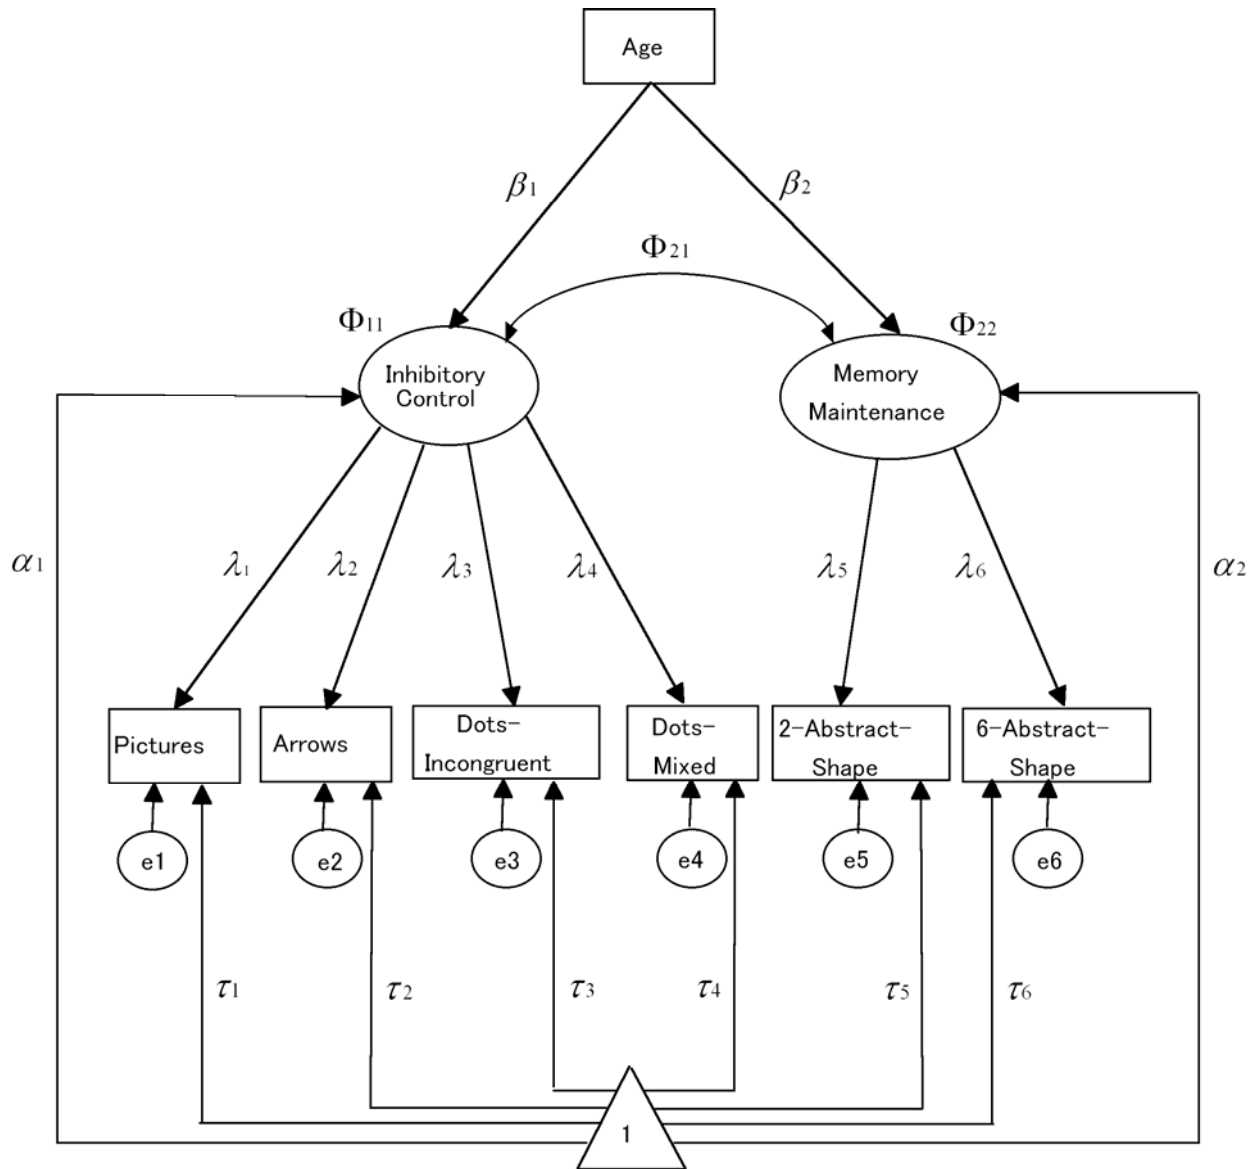 Age
β1
β2
Φ21
Φ11
Φ22
Inhibitory
Control
Memory
Maintenance
α1
λ1
λ2
λ3
λ4
λ5
λ6
α2
Pictures
Arrows
Dots-
Incongruent
Dots-
Mixed
2-Abstract-
Shape
6-Abstract-
Shape
e1
e2
e3
e4
e5
e6
τ1
τ2
τ3
τ4
τ5
τ6
1